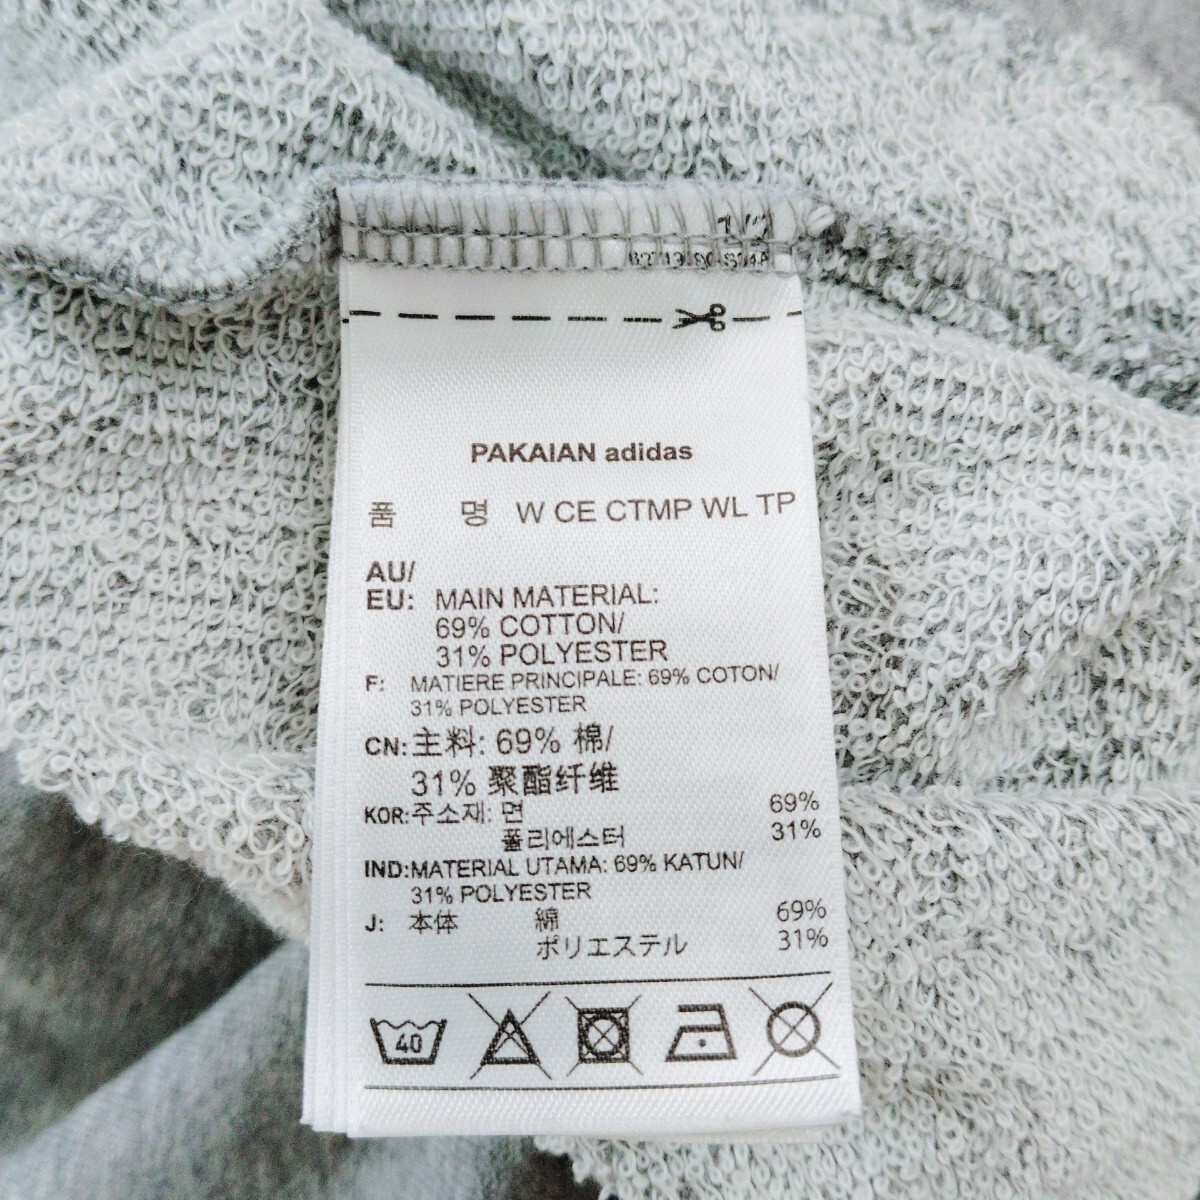 PAKAIAN adidas
품 명 W CE CTMP WL TP
AU/
EU: MAIN MATERIAL:
69% COTTON/
31% POLYESTER
F: MATIERE PRINCIPALE: 69% COTON/
31% POLYESTER
CN: 主料: 69% 棉/
31% 聚酯纤维
KOR: 주소재: 면 69%
폴리에스터 31%
IND: MATERIAL UTAMA: 69% KATUN/
31% POLYESTER
J: 本体 綿 69%
ポリエステル 31%
40